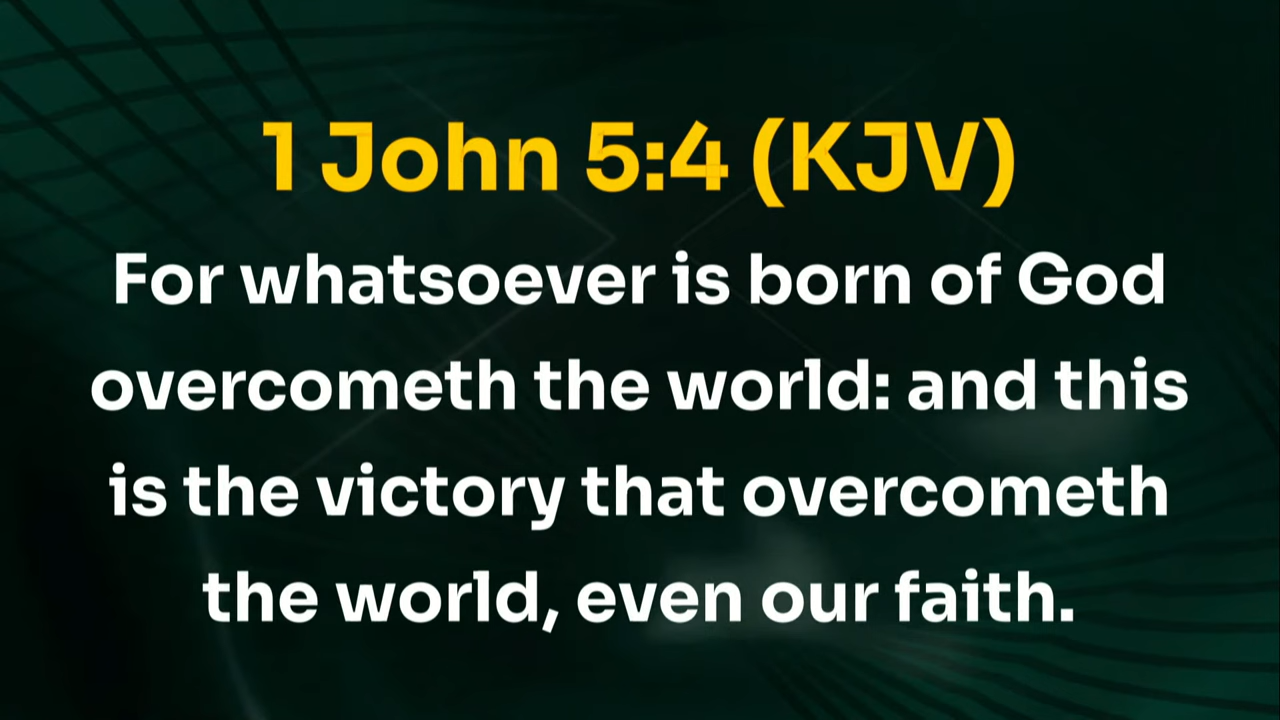 1 John 5:4 (KJV)
For whatsoever is born of God
overcometh the world: and this
is the victory that overcometh
the world, even our faith.